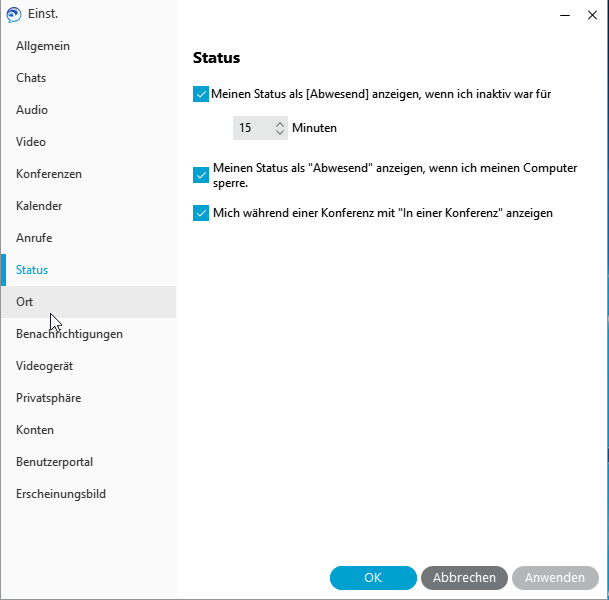 Einst.
Allgemein
Chats
Audio
Video
Konferenzen
Kalender
Anrufe
Status
Ort
Benachrichtigungen
Videogerät
Privatsphäre
Konten
Benutzerportal
Erscheinungsbild
Status
Meinen Status als [Abwesend] anzeigen, wenn ich inaktiv war für
15 Minuten
Meinen Status als "Abwesend" anzeigen, wenn ich meinen Computer
sperre.
Mich während einer Konferenz mit "In einer Konferenz" anzeigen
OK Abbrechen Anwenden